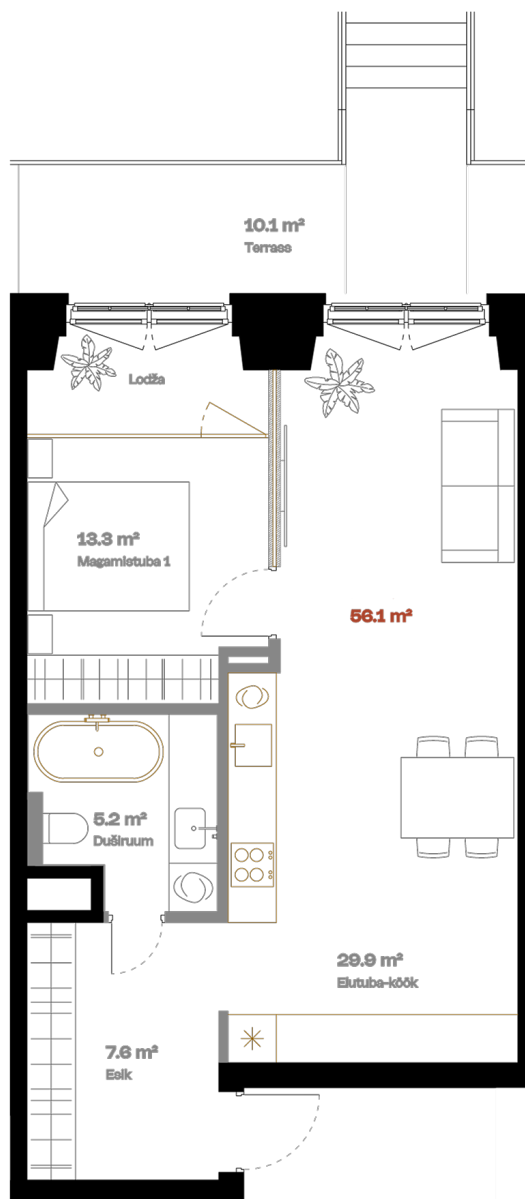 10.1 m²
Terrass
Lodža
13.3 m²
Magamistuba 1
56.1 m²
5.2 m²
Duširuum
29.9 m²
Elutuba-köök
7.6 m²
Esik